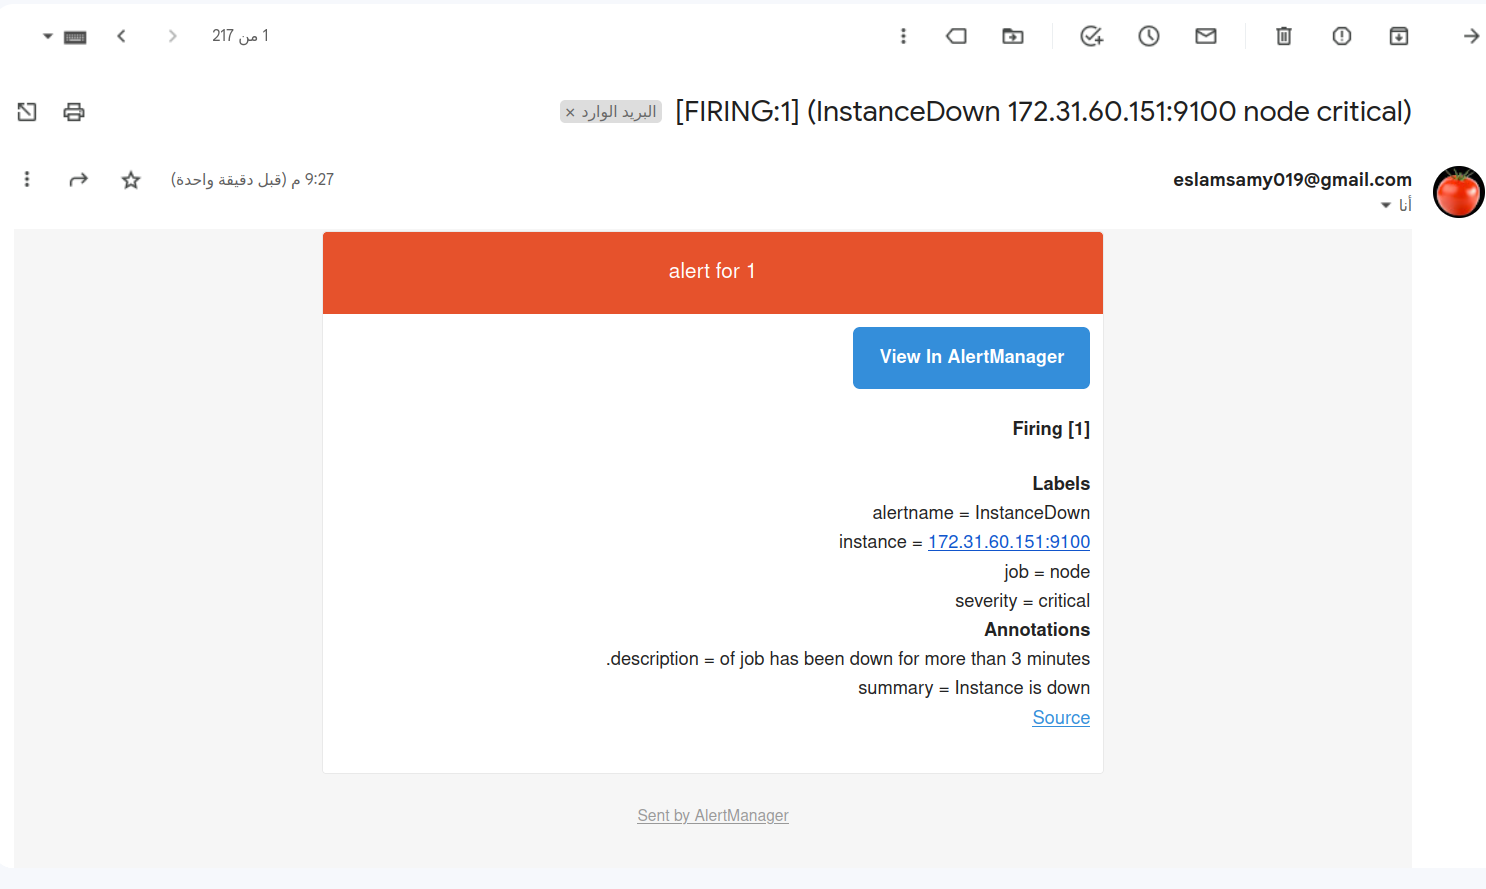 1 من 217
[FIRING:1] (InstanceDown 172.31.60.151:9100 node critical) البريد الوارد ×
eslamsamy019@gmail.com
9:27 م (قبل دقيقة واحدة)
أنا
alert for 1
View In AlertManager
Firing [1]
Labels
alertname = InstanceDown
instance = 172.31.60.151:9100
job = node
severity = critical
Annotations
.description = of job has been down for more than 3 minutes
summary = Instance is down
Source
Sent by AlertManager